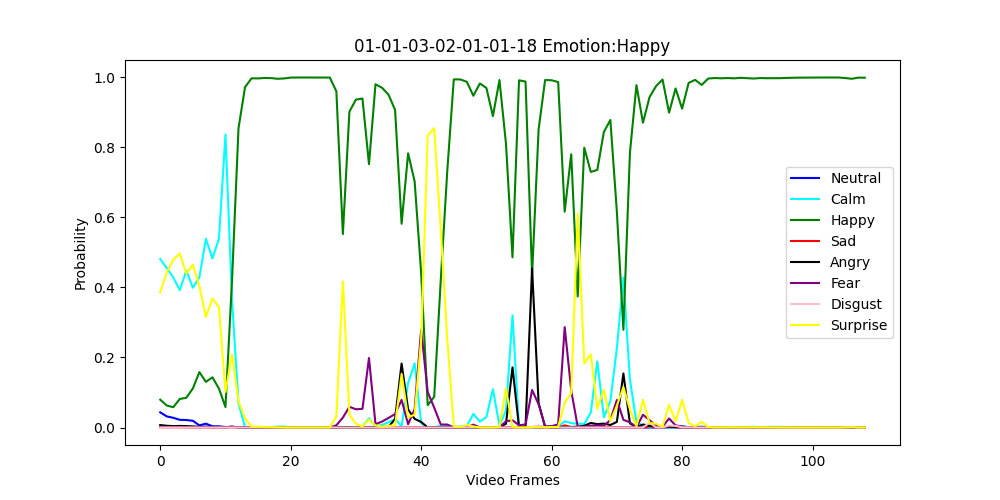 01-01-03-02-01-01-18 Emotion:Happy
1.0
0.8
0.6
0.4
0.2
0.0
Probability
0 20 40 60 80 100
Video Frames
Neutral
Calm
Happy
Sad
Angry
Fear
Disgust
Surprise